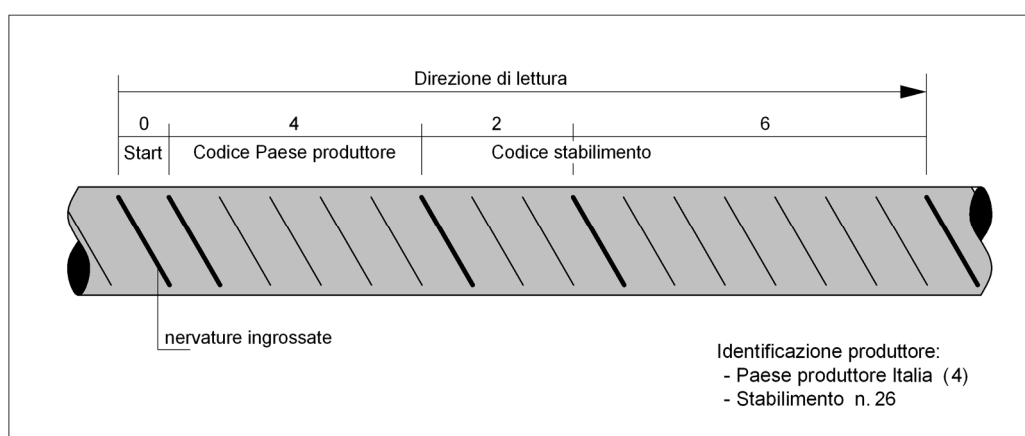 Direzione di lettura
0 4 2 6
Start Codice Paese produttore Codice stabilimento
nervature ingrossate
Identificazione produttore:
- Paese produttore Italia (4)
- Stabilimento n. 26